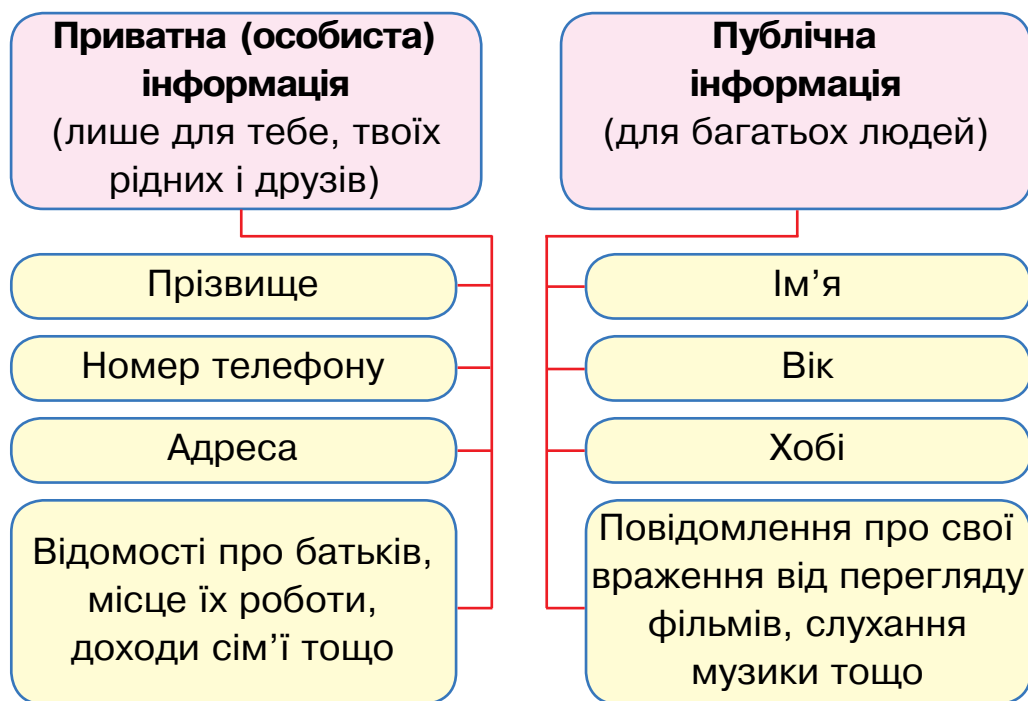 Приватна (особиста)
інформація
(лише для тебе, твоїх
рідних і друзів)
Прізвище
Номер телефону
Адреса
Відомості про батьків,
місце їх роботи,
доходи сім’ї тощо
Публічна
інформація
(для багатьох людей)
Ім’я
Вік
Хобі
Повідомлення про свої
враження від перегляду
фільмів, слухання
музики тощо